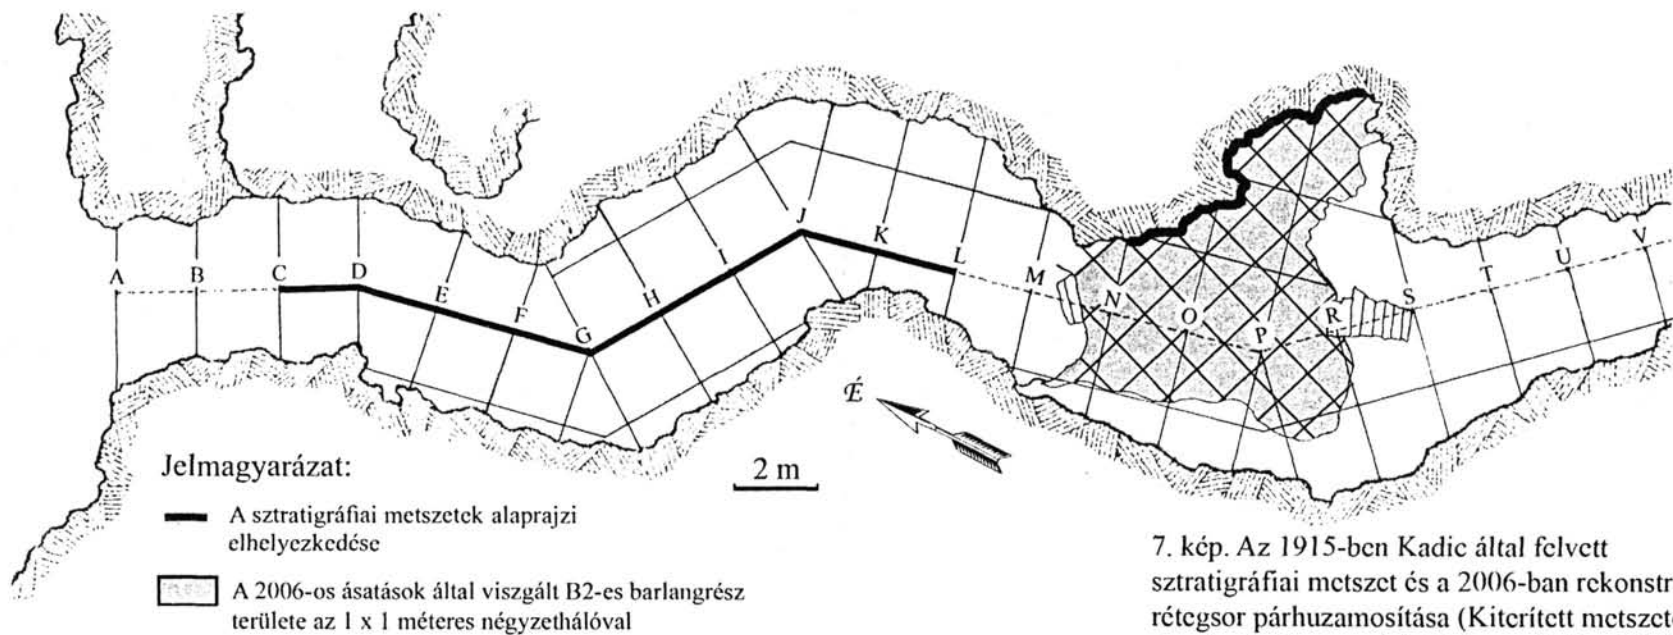 A B C D E F G H I J K L M N O P R S T U V
É
2 m
Jelmagyarázat:
A sztratigráfiai metszetek alaprajzi
elhelyezkedése
A 2006-os ásatások által viszgált B2-es barlangrész
területe az 1 x 1 méteres négyzethálóval
7. kép. Az 1915-ben Kadic által felvett
sztratigráfiai metszet és a 2006-ban rekonstr
rétegsor párhuzamosítása (Kiterített metszet